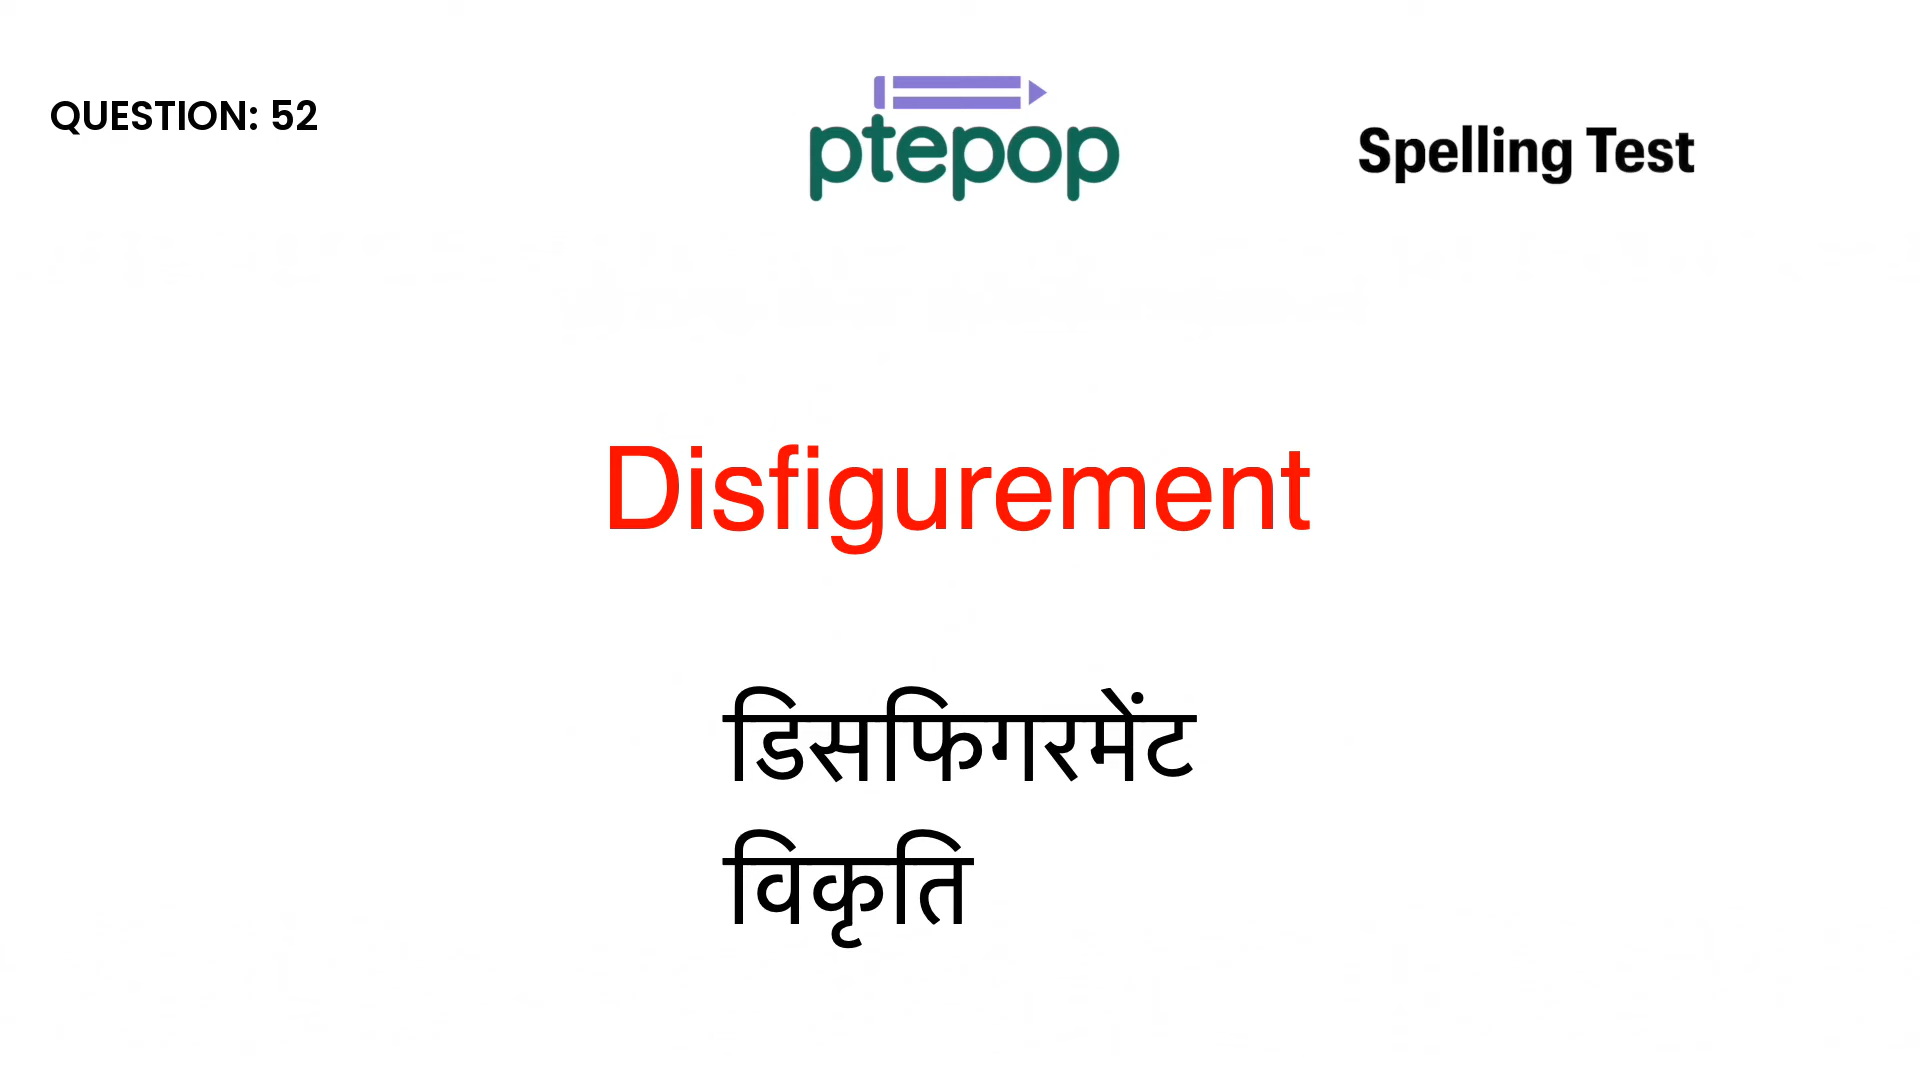 QUESTION: 52
ptepop
Spelling Test
Disfigurement
डिसफिगरमेंट
विकृति